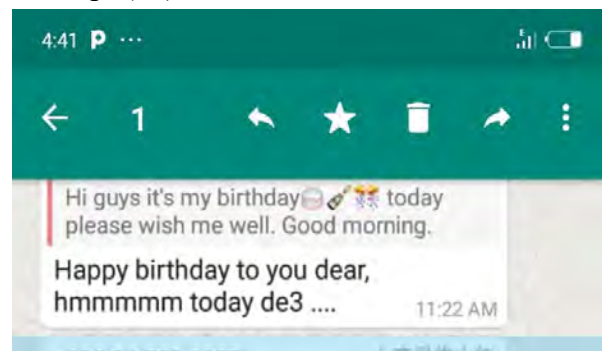 4:41 P ...
1
Hi guys it's my birthday🎂🍾🎊 today
please wish me well. Good morning.
Happy birthday to you dear,
hmmmmm today de3 ....
11:22 AM